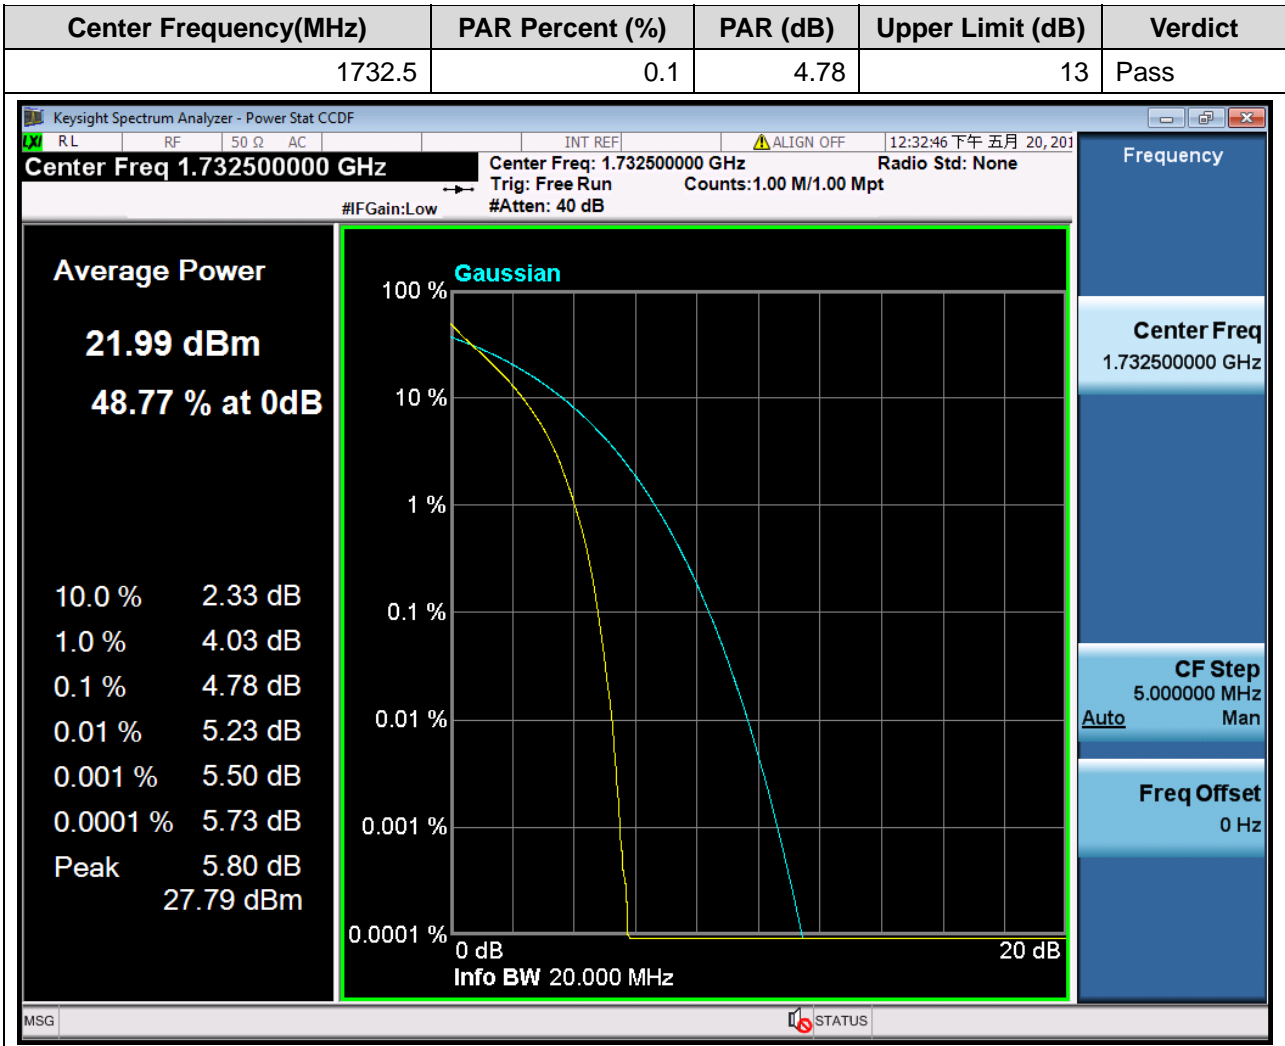 Center Frequency(MHz) PAR Percent (%) PAR (dB) Upper Limit (dB) Verdict
1732.5 0.1 4.78 13 Pass
Keysight Spectrum Analyzer - Power Stat CCDF
LXI RL RF 50 Ω AC INT REF ALIGN OFF 12:32:46 下午 五月 20, 201
Center Freq 1.732500000 GHz
Center Freq: 1.732500000 GHz Radio Std: None
Trig: Free Run Counts:1.00 M/1.00 Mpt
#IFGain:Low #Atten: 40 dB
Average Power
21.99 dBm
48.77 % at 0dB
10.0 % 2.33 dB
1.0 % 4.03 dB
0.1 % 4.78 dB
0.01 % 5.23 dB
0.001 % 5.50 dB
0.0001 % 5.73 dB
Peak 5.80 dB
27.79 dBm
Gaussian
100 %
10 %
1 %
0.1 %
0.01 %
0.001 %
0.0001 %
0 dB 20 dB
Info BW 20.000 MHz
Frequency
Center Freq
1.732500000 GHz
CF Step
5.000000 MHz
Auto Man
Freq Offset
0 Hz
MSG STATUS